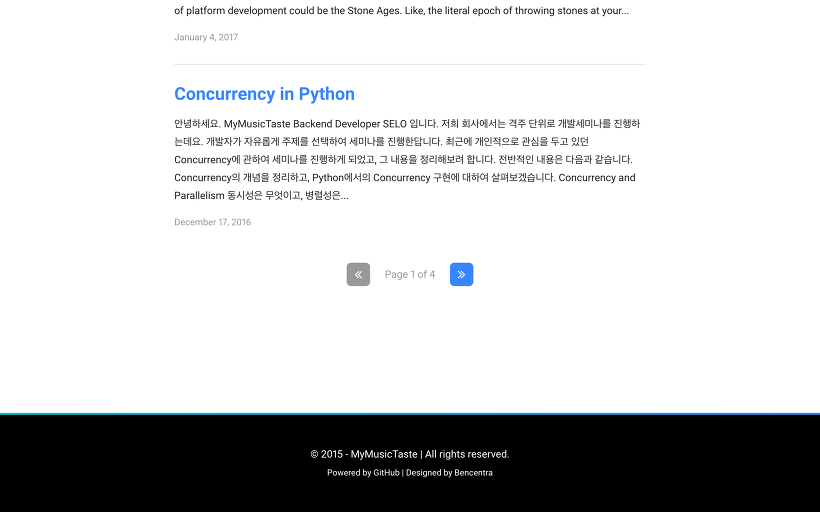 of platform development could be the Stone Ages. Like, the literal epoch of throwing stones at your...
January 4, 2017
Concurrency in Python
안녕하세요. MyMusicTaste Backend Developer SELO 입니다. 저희 회사에서는 격주 단위로 개발세미나를 진행하
는데요. 개발자가 자유롭게 주제를 선택하여 세미나를 진행한답니다. 최근에 개인적으로 관심을 두고 있던
Concurrency에 관하여 세미나를 진행하게 되었고, 그 내용을 정리해보려 합니다. 전반적인 내용은 다음과 같습니다.
Concurrency의 개념을 정리하고, Python에서의 Concurrency 구현에 대하여 살펴보겠습니다. Concurrency and
Parallelism 동시성은 무엇이고, 병렬성은...
December 17, 2016
« Page 1 of 4 »
© 2015 - MyMusicTaste | All rights reserved.
Powered by GitHub | Designed by Bencentra